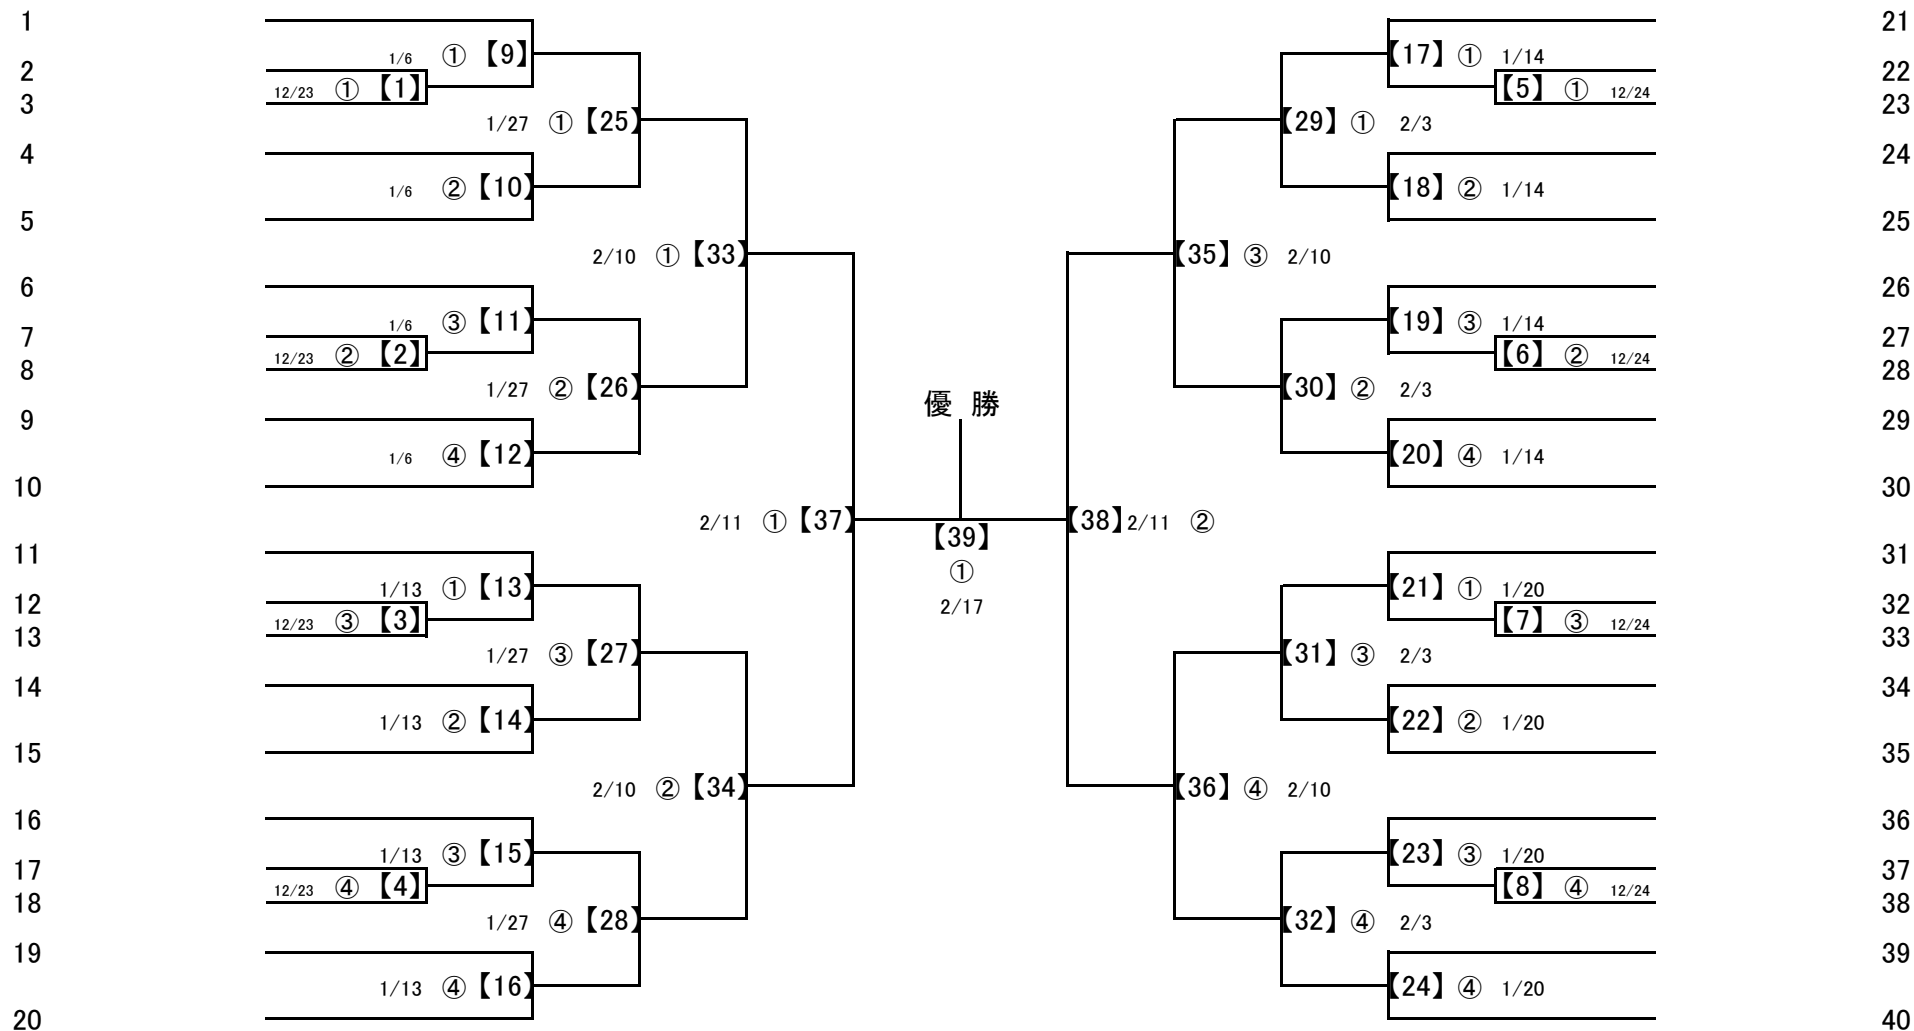 1 21
1/6 ① 【9】 【17】 ① 1/14
2 22
12/23 ① 【1】 【5】 ① 12/24
3 23
1/27 ① 【25】 【29】 ① 2/3
4 24
1/6 ② 【10】 【18】 ② 1/14
5 25
2/10 ① 【33】 【35】 ③ 2/10
6 26
1/6 ③ 【11】 【19】 ③ 1/14
7 27
12/23 ② 【2】 【6】 ② 12/24
8 28
1/27 ② 【26】 【30】 ② 2/3
優 勝
9 29
1/6 ④ 【12】 【20】 ④ 1/14
10 30
2/11 ① 【37】 【38】 2/11 ②
【39】
11 31
①
1/13 ① 【13】 【21】 ① 1/20
12 2/17 32
12/23 ③ 【3】 【7】 ③ 12/24
13 33
1/27 ③ 【27】 【31】 ③ 2/3
14 34
1/13 ② 【14】 【22】 ② 1/20
15 35
2/10 ② 【34】 【36】 ④ 2/10
16 36
1/13 ③ 【15】 【23】 ③ 1/20
17 37
12/23 ④ 【4】 【8】 ④ 12/24
18 38
1/27 ④ 【28】 【32】 ④ 2/3
19 39
1/13 ④ 【16】 【24】 ④ 1/20
20 40